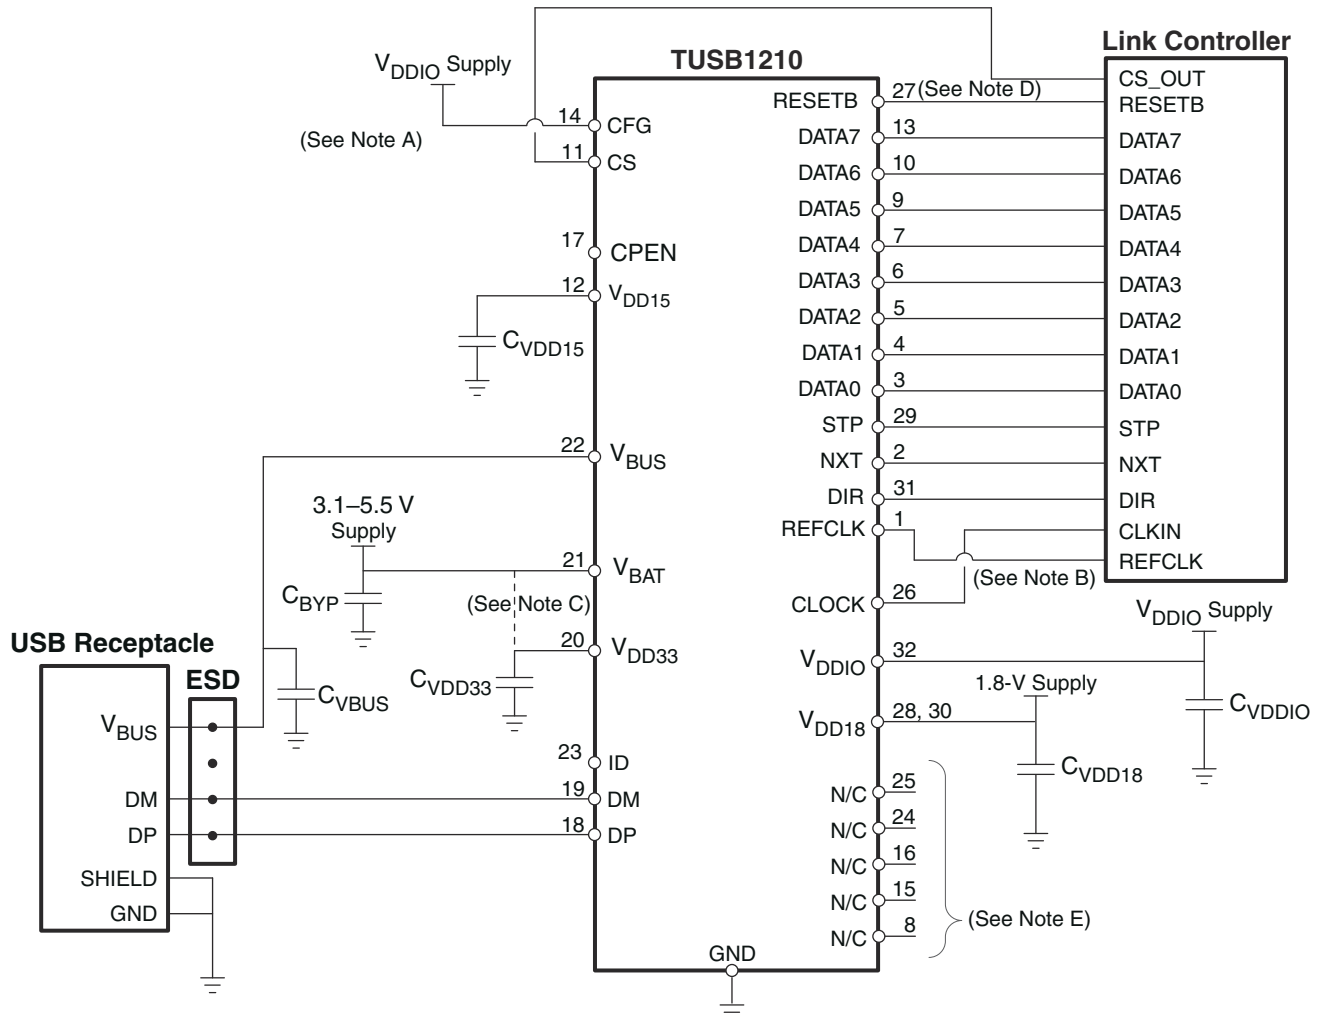 TUSB1210
Link Controller
VDDIO Supply
(See Note A)
14
CFG
11
CS
17
CPEN
12
VDD15
CVDD15
22
VBUS
3.1–5.5 V
Supply
21
VBAT
CBYP
(See Note C)
20
VDD33
CVDD33
USB Receptacle
ESD
CVBUS
VBUS
DM
DP
SHIELD
GND
23
ID
19
DM
18
DP
GND
RESETB
27
(See Note D)
DATA7
13
DATA6
10
DATA5
9
DATA4
7
DATA3
6
DATA2
5
DATA1
4
DATA0
3
STP
29
NXT
2
DIR
31
REFCLK
1
(See Note B)
CLOCK
26
VDDIO
32
VDD18
28, 30
N/C
25
N/C
24
N/C
16
N/C
15
N/C
8
(See Note E)
CS_OUT
RESETB
DATA7
DATA6
DATA5
DATA4
DATA3
DATA2
DATA1
DATA0
STP
NXT
DIR
CLKIN
REFCLK
VDDIO Supply
CVDDIO
1.8-V Supply
CVDD18